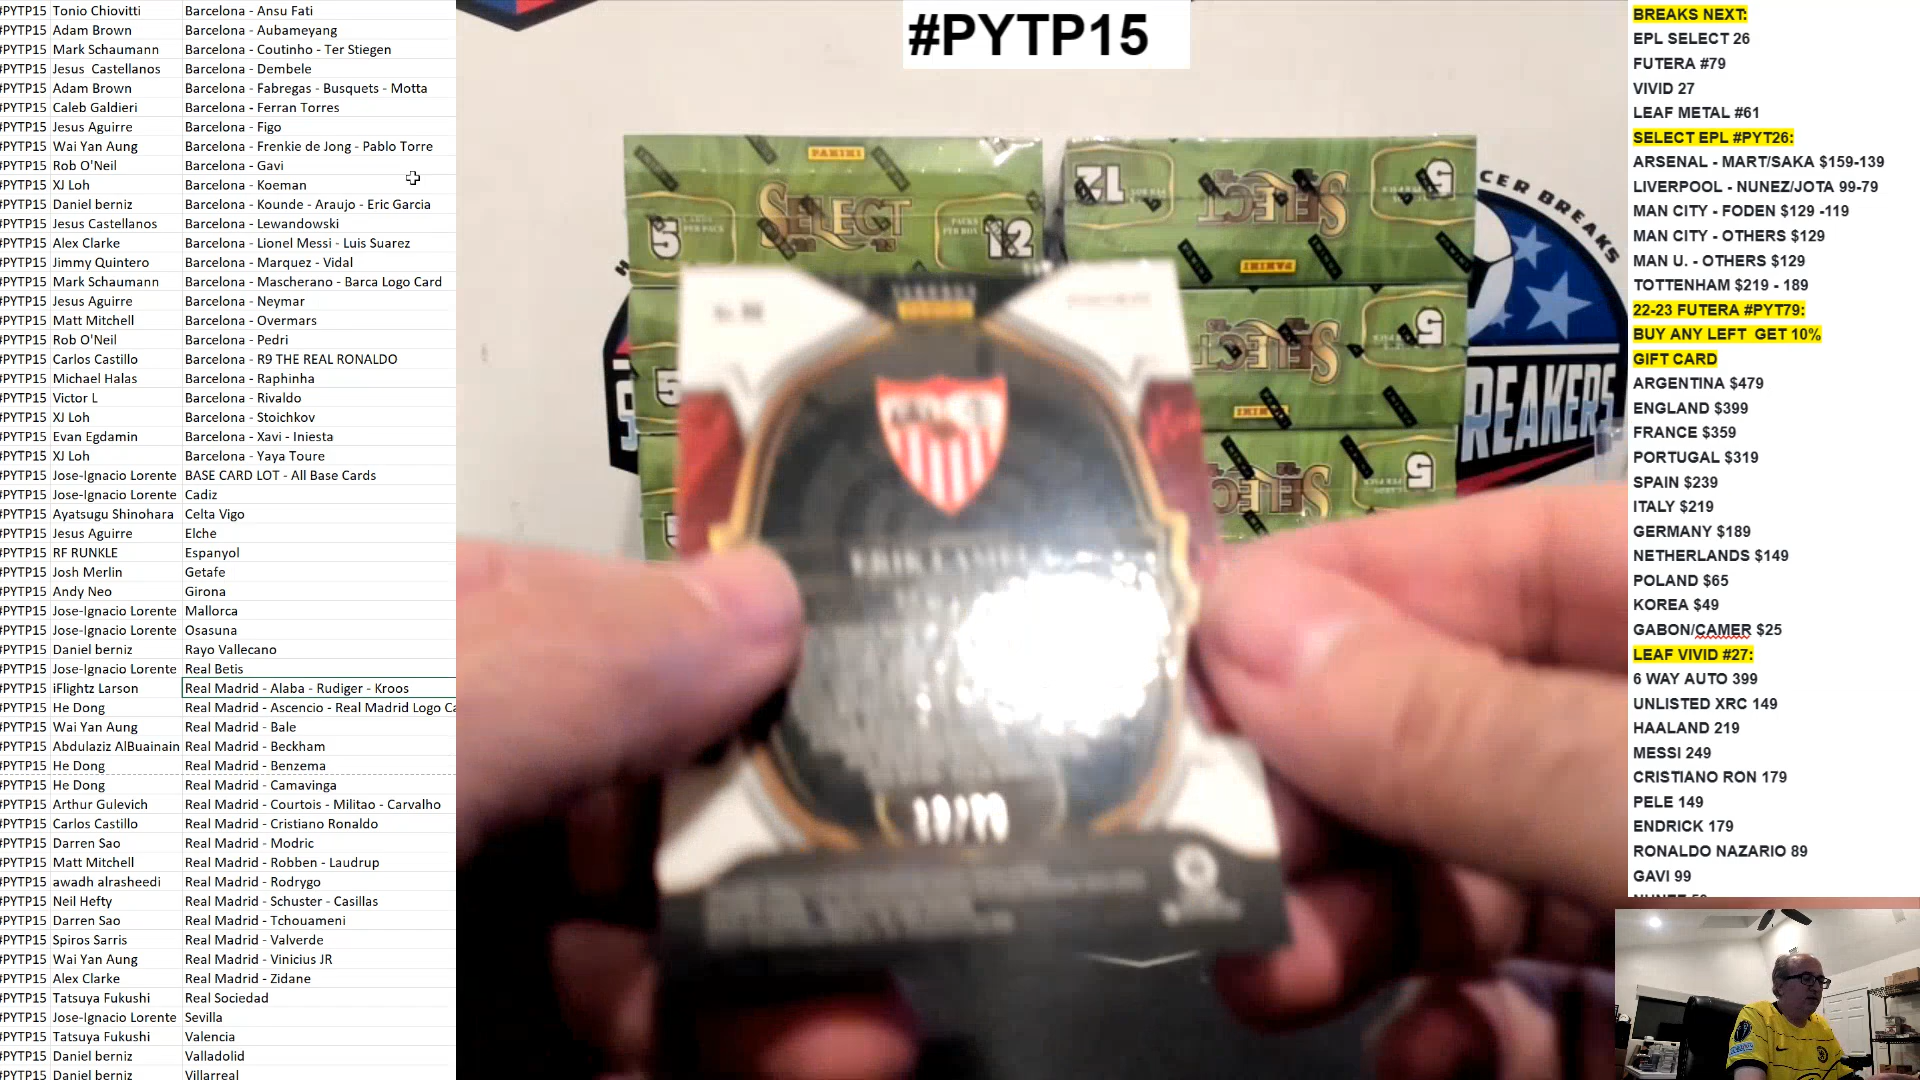 #PYTP15 Tonio Chiovitti Barcelona - Ansu Fati
#PYTP15 Adam Brown Barcelona - Aubameyang
#PYTP15 Mark Schaumann Barcelona - Coutinho - Ter Stiegen
#PYTP15 Jesus Castellanos Barcelona - Dembele
#PYTP15 Adam Brown Barcelona - Fabregas - Busquets - Motta
#PYTP15 Caleb Galdieri Barcelona - Ferran Torres
#PYTP15 Jesus Aguirre Barcelona - Figo
#PYTP15 Wai Yan Aung Barcelona - Frenkie de Jong - Pablo Torre
#PYTP15 Rob O'Neil Barcelona - Gavi
#PYTP15 XJ Loh Barcelona - Koeman
#PYTP15 Daniel berniz Barcelona - Kounde - Araujo - Eric Garcia
#PYTP15 Jesus Castellanos Barcelona - Lewandowski
#PYTP15 Alex Clarke Barcelona - Lionel Messi - Luis Suarez
#PYTP15 Jimmy Quintero Barcelona - Marquez - Vidal
#PYTP15 Mark Schaumann Barcelona - Mascherano - Barca Logo Card
#PYTP15 Jesus Aguirre Barcelona - Neymar
#PYTP15 Matt Mitchell Barcelona - Overmars
#PYTP15 Rob O'Neil Barcelona - Pedri
#PYTP15 Carlos Castillo Barcelona - R9 THE REAL RONALDO
#PYTP15 Michael Halas Barcelona - Raphinha
#PYTP15 Victor L Barcelona - Rivaldo
#PYTP15 XJ Loh Barcelona - Stoichkov
#PYTP15 Evan Egdamin Barcelona - Xavi - Iniesta
#PYTP15 XJ Loh Barcelona - Yaya Toure
#PYTP15 Jose-Ignacio Lorente BASE CARD LOT - All Base Cards
#PYTP15 Jose-Ignacio Lorente Cadiz
#PYTP15 Ayatsugu Shinohara Celta Vigo
#PYTP15 Jesus Aguirre Elche
#PYTP15 RF RUNKLE Espanyol
#PYTP15 Josh Merlin Getafe
#PYTP15 Andy Neo Girona
#PYTP15 Jose-Ignacio Lorente Mallorca
#PYTP15 Jose-Ignacio Lorente Osasuna
#PYTP15 Daniel berniz Rayo Vallecano
#PYTP15 Jose-Ignacio Lorente Real Betis
#PYTP15 iFlightz Larson Real Madrid - Alaba - Rudiger - Kroos
#PYTP15 He Dong Real Madrid - Ascencio - Real Madrid Logo Ca
#PYTP15 Wai Yan Aung Real Madrid - Bale
#PYTP15 Abdulaziz AlBuainain Real Madrid - Beckham
#PYTP15 He Dong Real Madrid - Benzema
#PYTP15 He Dong Real Madrid - Camavinga
#PYTP15 Arthur Gulevich Real Madrid - Courtois - Militao - Carvalho
#PYTP15 Carlos Castillo Real Madrid - Cristiano Ronaldo
#PYTP15 Darren Sao Real Madrid - Modric
#PYTP15 Matt Mitchell Real Madrid - Robben - Laudrup
#PYTP15 awadh alrasheedi Real Madrid - Rodrygo
#PYTP15 Neil Hefty Real Madrid - Schuster - Casillas
#PYTP15 Darren Sao Real Madrid - Tchouameni
#PYTP15 Spiros Sarris Real Madrid - Valverde
#PYTP15 Wai Yan Aung Real Madrid - Vinicius JR
#PYTP15 Alex Clarke Real Madrid - Zidane
#PYTP15 Tatsuya Fukushi Real Sociedad
#PYTP15 Jose-Ignacio Lorente Sevilla
#PYTP15 Tatsuya Fukushi Valencia
#PYTP15 Daniel berniz Valladolid
#PYTP15 Daniel berniz Villarreal
#PYTP15
PANINI
SELECT
5 CARDS PER PACK
PACKS PER BOX 12
12
5
SELECT
PANINI
5
SELECT
5
SELECT
CER BREAKS
BREAKERS
ERIK LAMELA
BREAKS NEXT:
EPL SELECT 26
FUTERA #79
VIVID 27
LEAF METAL #61
SELECT EPL #PYT26:
ARSENAL - MART/SAKA $159-139
LIVERPOOL - NUNEZ/JOTA 99-79
MAN CITY - FODEN $129 -119
MAN CITY - OTHERS $129
MAN U. - OTHERS $129
TOTTENHAM $219 - 189
22-23 FUTERA #PYT79:
BUY ANY LEFT GET 10%
GIFT CARD
ARGENTINA $479
ENGLAND $399
FRANCE $359
PORTUGAL $319
SPAIN $239
ITALY $219
GERMANY $189
NETHERLANDS $149
POLAND $65
KOREA $49
GABON/CAMER $25
LEAF VIVID #27:
6 WAY AUTO 399
UNLISTED XRC 149
HAALAND 219
MESSI 249
CRISTIANO RON 179
PELE 149
ENDRICK 179
RONALDO NAZARIO 89
GAVI 99